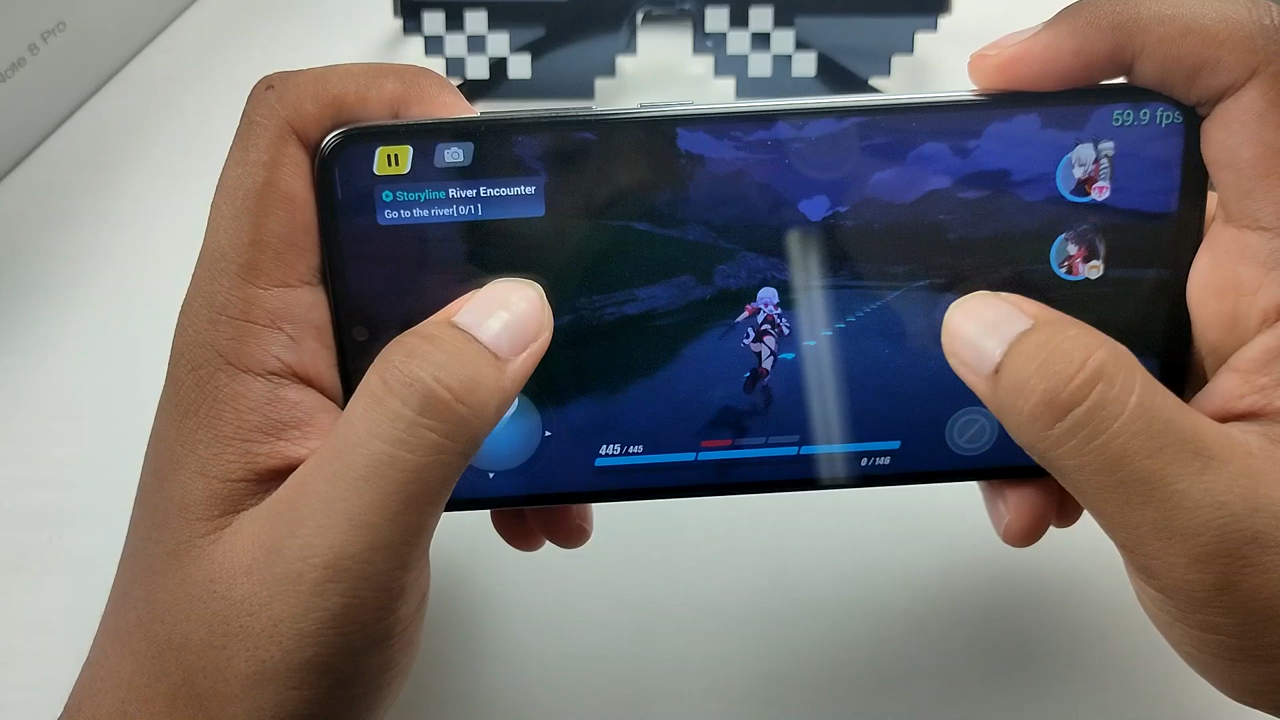 Note 8 Pro
59.9 fps
Storyline River Encounter
Go to the river[ 0/1 ]
445 / 445
0 / 146